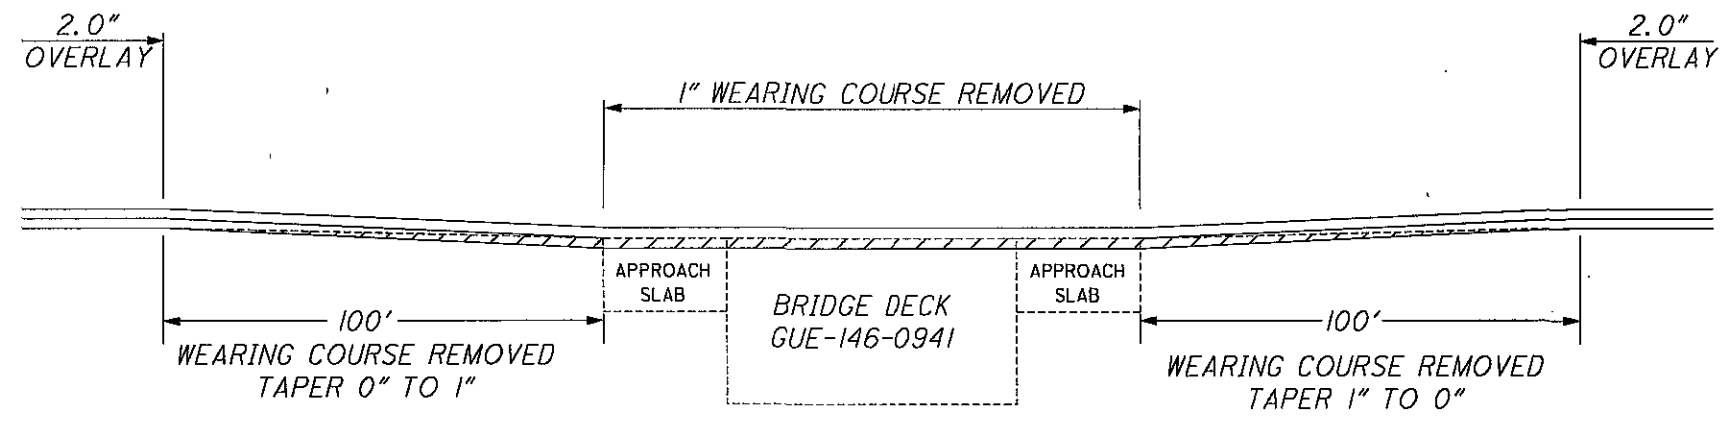 2.0"
OVERLAY
2.0"
OVERLAY
1" WEARING COURSE REMOVED
APPROACH
SLAB
APPROACH
SLAB
BRIDGE DECK
GUE-146-0941
100'
WEARING COURSE REMOVED
TAPER 0" TO 1"
100'
WEARING COURSE REMOVED
TAPER 1" TO 0"